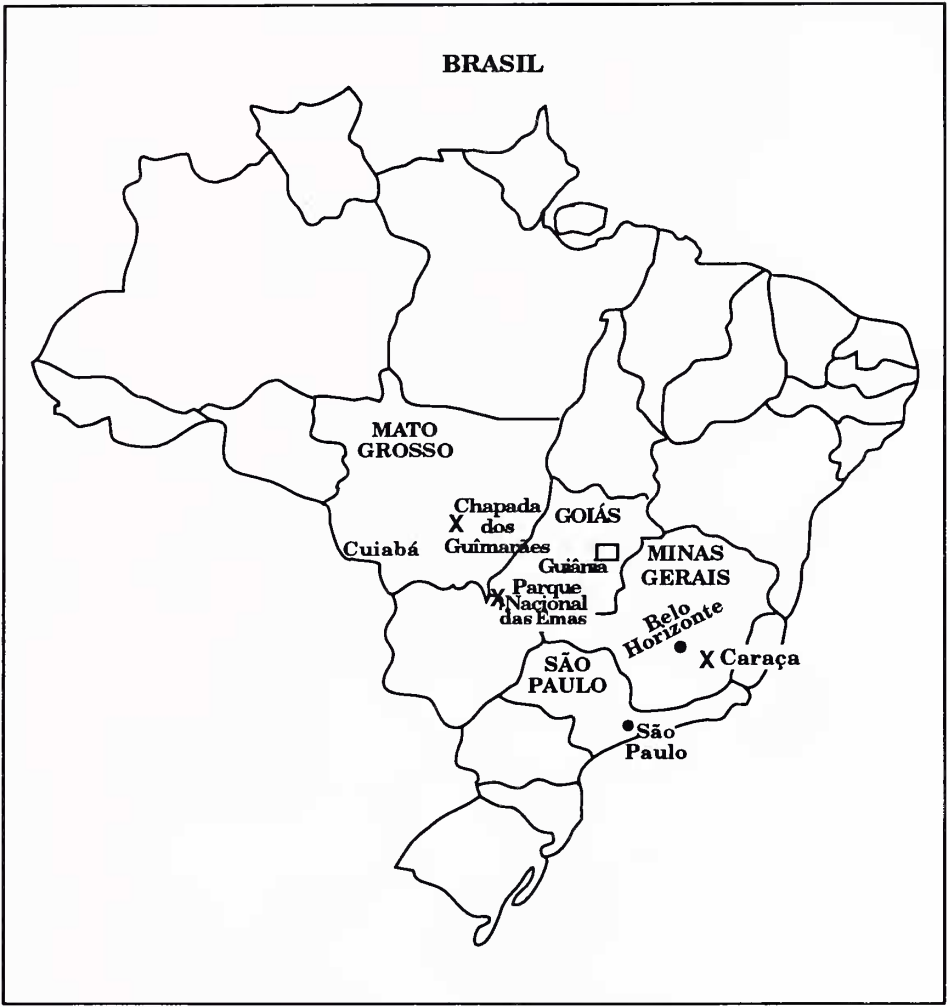 BRASIL
MATO
GROSSO
Chapada
X dos
Guimarães
GOIÁS
Cuiabá
Guiânia
MINAS
GERAIS
X Parque
Nacional
das Emas
Belo
Horizonte
X Caraça
SÃO
PAULO
São
Paulo